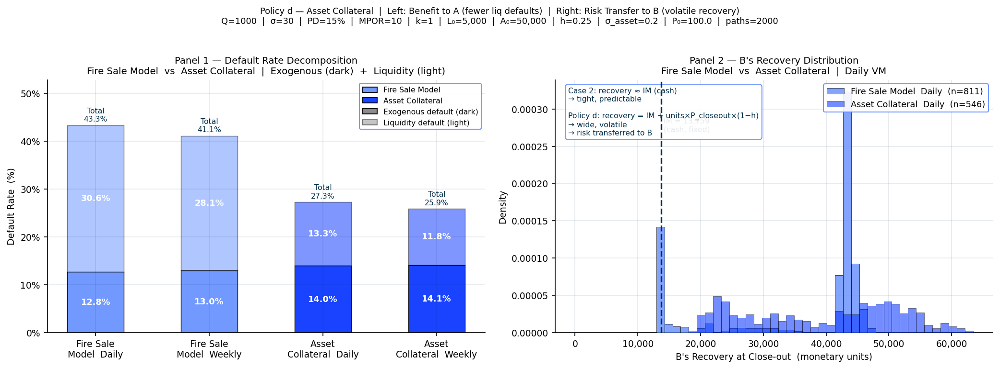 Policy d — Asset Collateral | Left: Benefit to A (fewer liq defaults) | Right: Risk Transfer to B (volatile recovery)
Q=1000 | σ=30 | PD=15% | MPOR=10 | k=1 | L₀=5,000 | A₀=50,000 | h=0.25 | σ_asset=0.2 | P₀=100.0 | paths=2000
Panel 1 — Default Rate Decomposition
Fire Sale Model vs Asset Collateral | Exogenous (dark) + Liquidity (light)
Default Rate (%)
50%
40%
30%
20%
10%
0%
Fire Sale Model
Asset Collateral
Exogenous default (dark)
Liquidity default (light)
Total
43.3%
30.6%
12.8%
Total
41.1%
28.1%
13.0%
Total
27.3%
13.3%
14.0%
Total
25.9%
11.8%
14.1%
Fire Sale
Model Daily
Fire Sale
Model Weekly
Asset
Collateral Daily
Asset
Collateral Weekly
Panel 2 — B's Recovery Distribution
Fire Sale Model vs Asset Collateral | Daily VM
Density
0.00030
0.00025
0.00020
0.00015
0.00010
0.00005
0.00000
Case 2: recovery ≈ IM (cash)
→ tight, predictable
Policy d: recovery = IM + units×P_closeout×(1−h)
→ wide, volatile
→ risk transferred to B
IM = 13,759
(cash, fixed)
Fire Sale Model Daily (n=811)
Asset Collateral Daily (n=546)
0
10,000
20,000
30,000
40,000
50,000
60,000
B's Recovery at Close-out (monetary units)